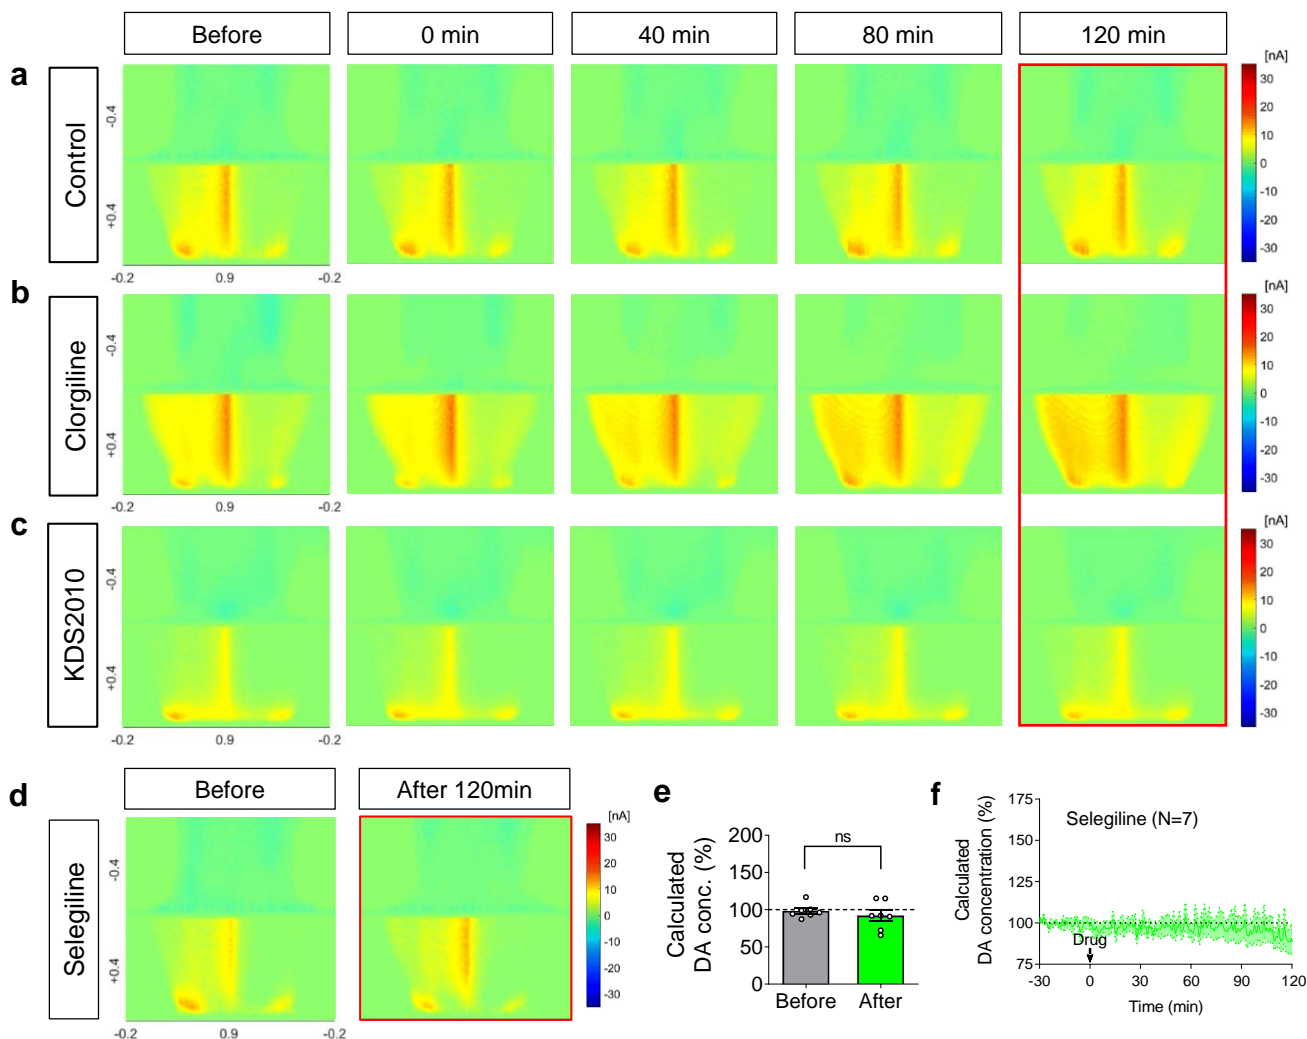 Before
0 min
40 min
80 min
120 min
a
Control
-0.4
+0.4
-0.2
0.9
-0.2
[nA]
30
20
10
0
-10
-20
-30
b
Clorgiline
-0.4
+0.4
-0.2
0.9
-0.2
[nA]
30
20
10
0
-10
-20
-30
c
KDS2010
-0.4
+0.4
-0.2
0.9
-0.2
[nA]
30
20
10
0
-10
-20
-30
d
Before
After 120min
Selegiline
-0.4
+0.4
-0.2
0.9
-0.2
[nA]
30
20
10
0
-10
-20
-30
e
Calculated
DA conc. (%)
200
150
100
50
0
ns
Before
After
f
Calculated
DA concentration (%)
175
150
125
100
75
Selegiline (N=7)
Drug
-30
0
30
60
90
120
Time (min)